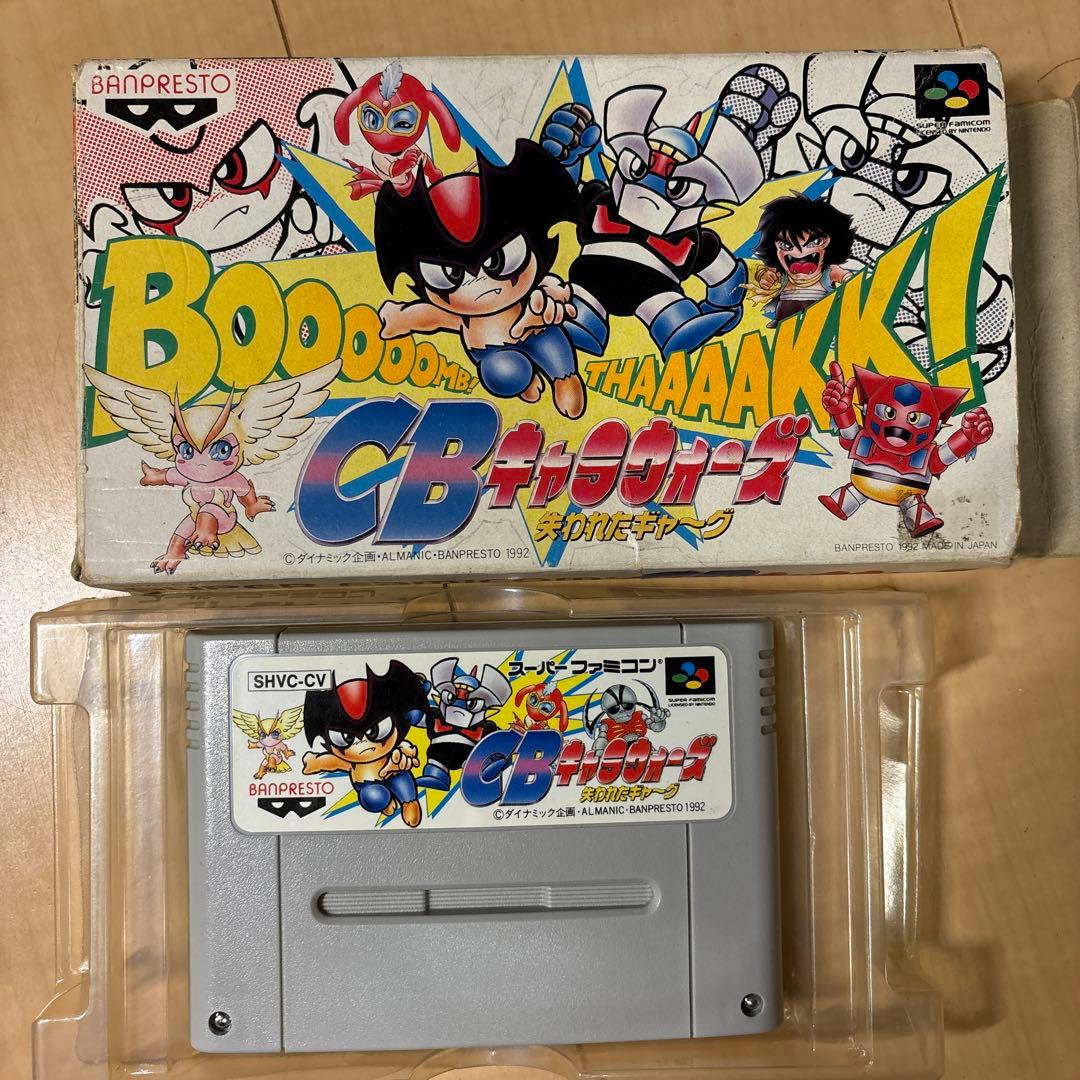 BANPRESTO
SUPER FAMICOM
LICENSED BY NINTENDO
BOOOOOOMB!
THAAAAAKK!
CBキャラウォーズ
失われたギャ〜グ
©ダイナミック企画・ALMANIC・BANPRESTO 1992
BANPRESTO 1992 MADE IN JAPAN
SHVC-CV
スーパーファミコン®
SUPER FAMICOM
LICENSED BY NINTENDO
CBキャラウォーズ
失われたギャ〜グ
BANPRESTO
©ダイナミック企画・ALMANIC・BANPRESTO 1992